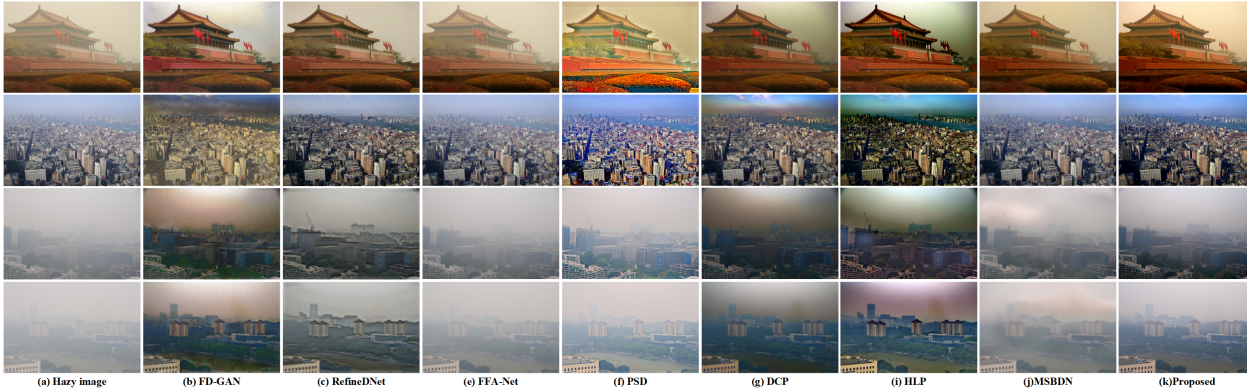 (a) Hazy image (b) FD-GAN (c) RefineDNet (e) FFA-Net (f) PSD (g) DCP (i) HLP (j)MSBDN (k)Proposed